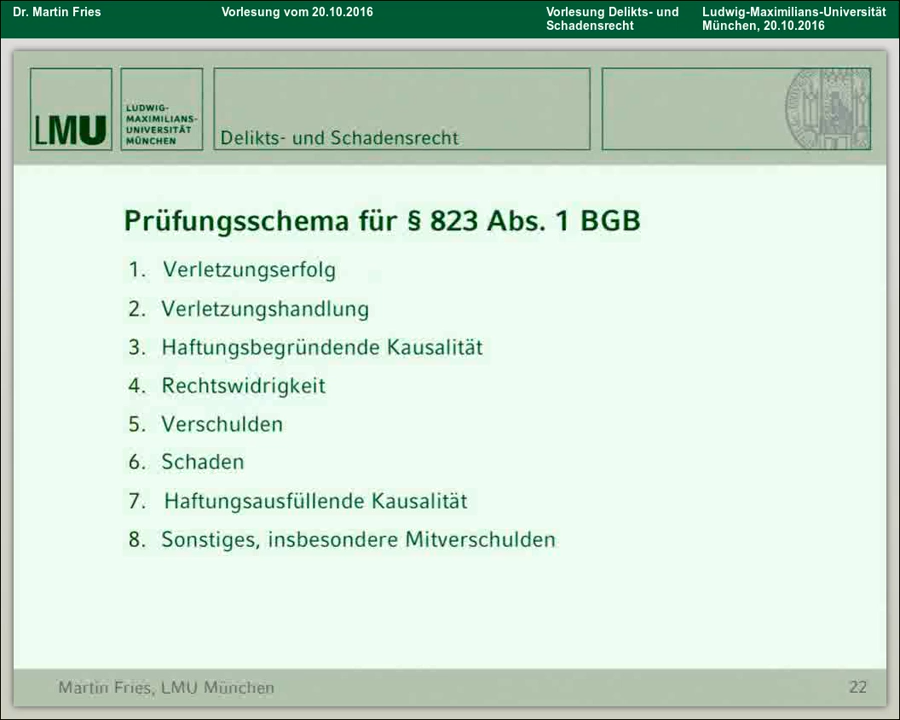 Dr. Martin Fries
Vorlesung vom 20.10.2016
Vorlesung Delikts- und
Schadensrecht
Ludwig-Maximilians-Universität
München, 20.10.2016
LMU
LUDWIG-
MAXIMILIANS-
UNIVERSITÄT
MÜNCHEN
Delikts- und Schadensrecht
Prüfungsschema für § 823 Abs. 1 BGB
1. Verletzungserfolg
2. Verletzungshandlung
3. Haftungsbegründende Kausalität
4. Rechtswidrigkeit
5. Verschulden
6. Schaden
7. Haftungsausfüllende Kausalität
8. Sonstiges, insbesondere Mitverschulden
Martin Fries, LMU München
22